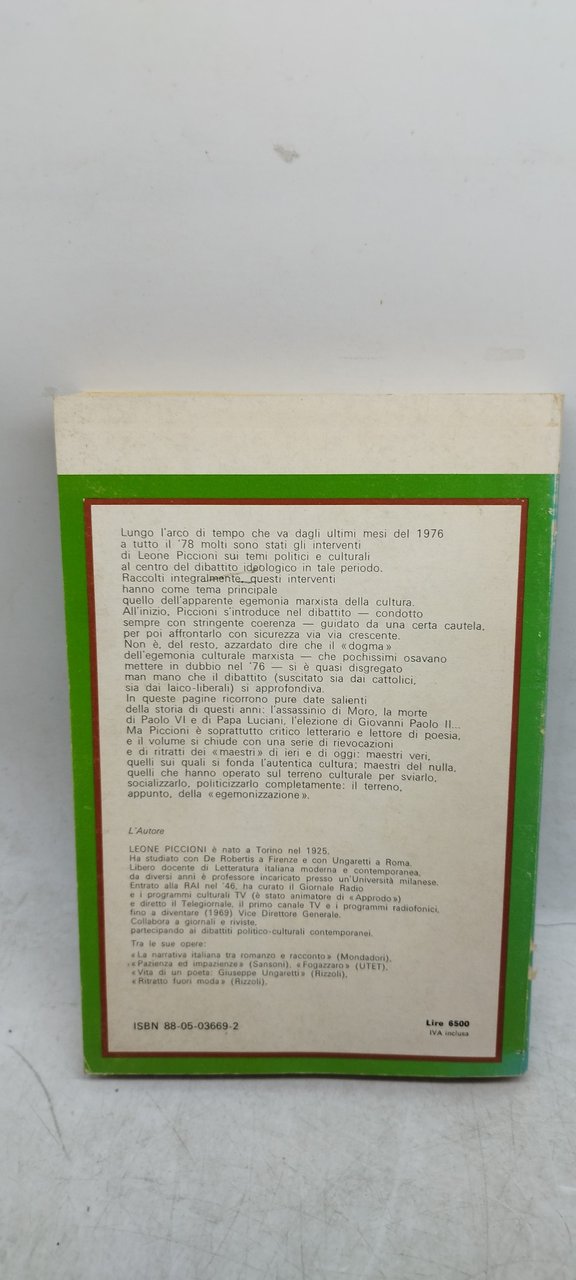 Lungo l'arco di tempo che va dagli ultimi mesi del 1976
a tutto il '78 molti sono stati gli interventi
di Leone Piccioni sui temi politici e culturali
al centro del dibattito ideologico in tale periodo.
Raccolti integralmente, questi interventi
hanno come tema principale
quello dell'apparente egemonia marxista della cultura.
All'inizio, Piccioni s'introduce nel dibattito — condotto
sempre con stringente coerenza — guidato da una certa cautela,
per poi affrontarlo con sicurezza via via crescente.
Non è, del resto, azzardato dire che il «dogma»
dell'egemonia culturale marxista — che pochissimi osavano
mettere in dubbio nel '76 — si è quasi disgregato
man mano che il dibattito (suscitato sia dai cattolici,
sia dai laico-liberali) si approfondiva.
In queste pagine ricorrono pure date salienti
della storia di questi anni: l'assassinio di Moro, la morte
di Paolo VI e di Papa Luciani, l'elezione di Giovanni Paolo II...
Ma Piccioni è soprattutto critico letterario e lettore di poesia,
e il volume si chiude con una serie di rievocazioni
e di ritratti dei «maestri» di ieri e di oggi: maestri veri,
quelli sui quali si fonda l'autentica cultura; maestri del nulla,
quelli che hanno operato sul terreno culturale per sviarlo,
socializzarlo, politicizzarlo completamente: il terreno,
appunto, della «egemonizzazione».
L'Autore
LEONE PICCIONI è nato a Torino nel 1925.
Ha studiato con De Robertis a Firenze e con Ungaretti a Roma.
Libero docente di Letteratura italiana moderna e contemporanea,
da diversi anni è professore incaricato presso un'Università milanese.
Entrato alla RAI nel '46, ha curato il Giornale Radio
e i programmi culturali TV (è stato animatore di «Approdo»)
e diretto il Telegiornale, il primo canale TV e i programmi radiofonici,
fino a diventare (1969) Vice Direttore Generale.
Collabora a giornali e riviste,
partecipando ai dibattiti politico-culturali contemporanei.
Tra le sue opere:
«La narrativa italiana tra romanzo e racconto» (Mondadori),
«Pazienza ed impazienza» (Sansoni), «Fogazzaro» (UTET),
«Vita di un poeta: Giuseppe Ungaretti» (Rizzoli),
«Ritratto fuori moda» (Rizzoli).
ISBN 88-05-03669-2
Lire 6500
IVA inclusa